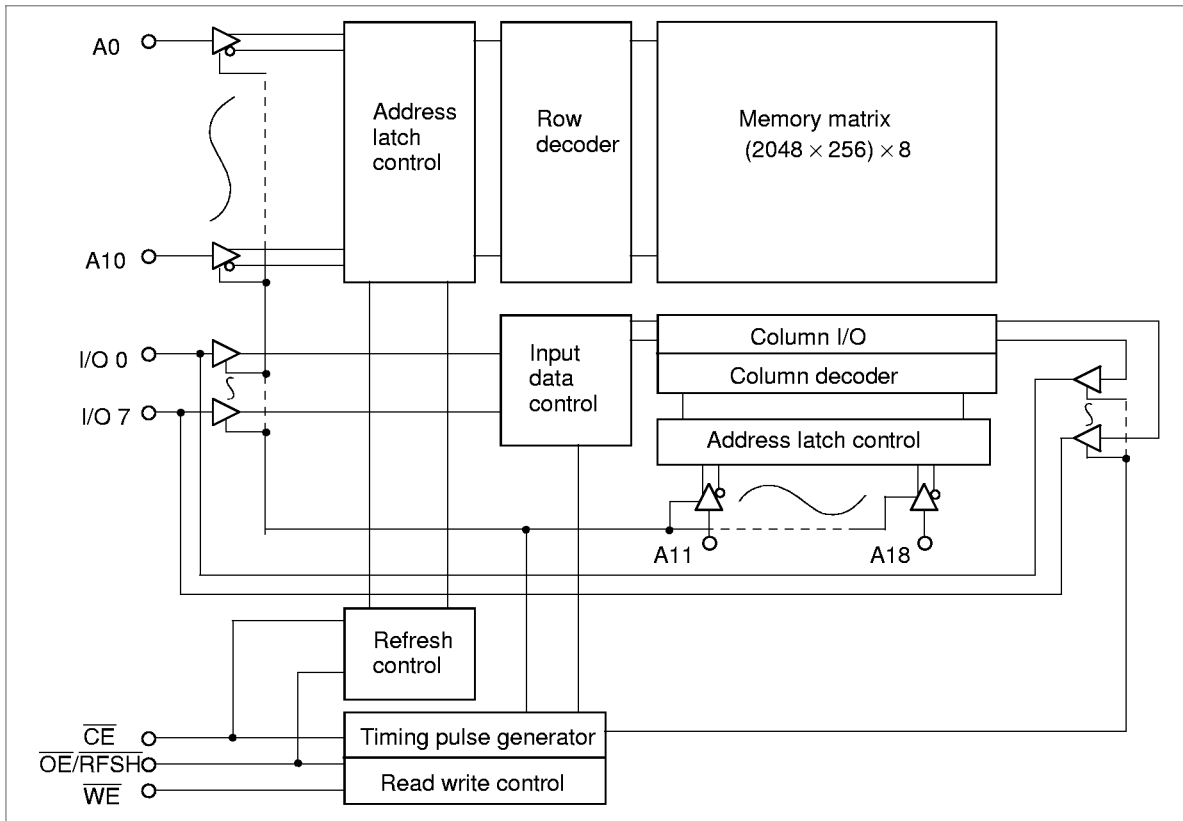 A0
Address
latch
control
Row
decoder
Memory matrix
(2048 × 256) × 8
A10
I/O 0
I/O 7
Input
data
control
Column I/O
Column decoder
Address latch control
A11
A18
Refresh
control
CE
OE/RFSH
WE
Timing pulse generator
Read write control